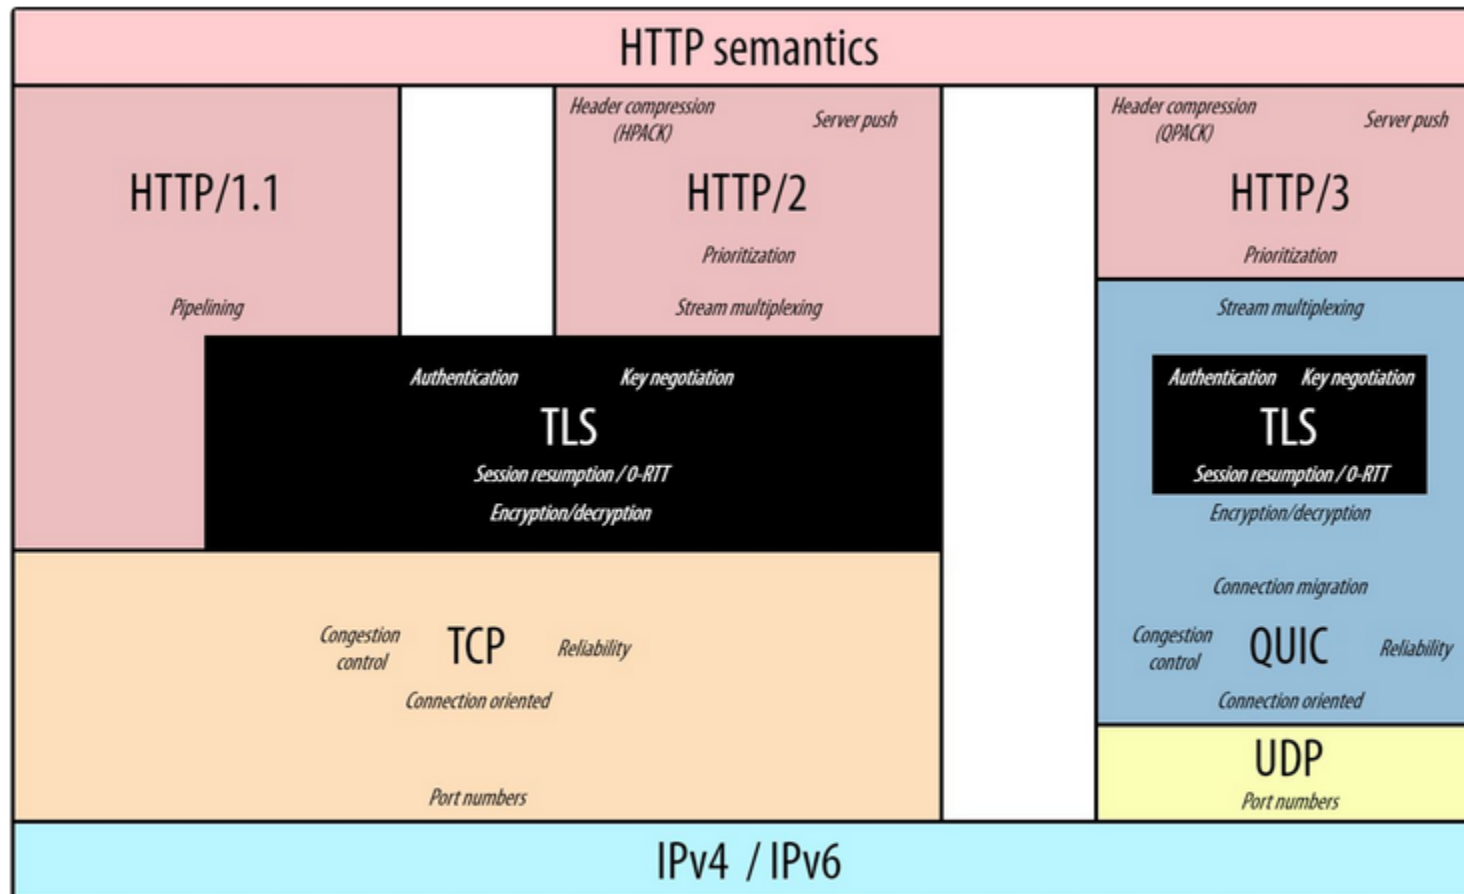 HTTP semantics
HTTP/1.1
Pipelining
Header compression
(HPACK)
Server push
HTTP/2
Prioritization
Stream multiplexing
Header compression
(QPACK)
Server push
HTTP/3
Prioritization
Stream multiplexing
Authentication Key negotiation
TLS
Session resumption / 0-RTT
Encryption/decryption
Authentication Key negotiation
TLS
Session resumption / 0-RTT
Encryption/decryption
Connection migration
Congestion
control
TCP
Reliability
Connection oriented
Port numbers
Congestion
control
QUIC
Reliability
Connection oriented
UDP
Port numbers
IPv4 / IPv6